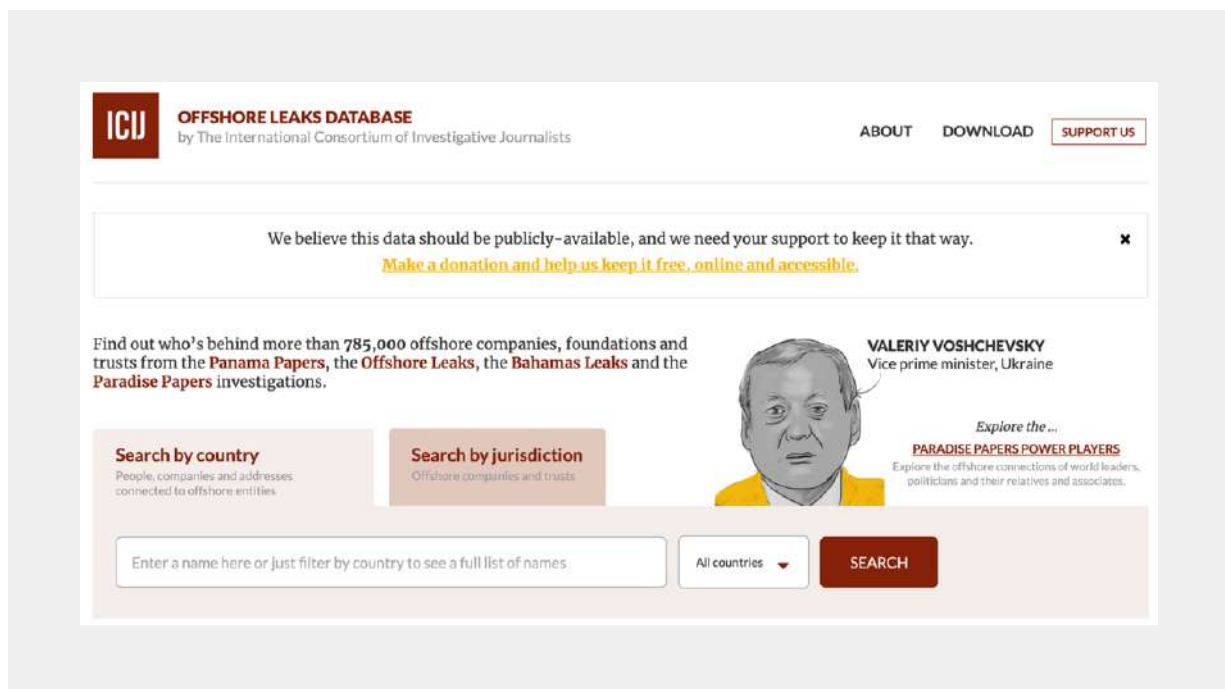 ICIJ
OFFSHORE LEAKS DATABASE
by The International Consortium of Investigative Journalists
ABOUT
DOWNLOAD
SUPPORT US
We believe this data should be publicly-available, and we need your support to keep it that way.
Make a donation and help us keep it free, online and accessible.
Find out who's behind more than 785,000 offshore companies, foundations and
trusts from the Panama Papers, the Offshore Leaks, the Bahamas Leaks and the
Paradise Papers investigations.
VALERIY VOSHCHEVSKY
Vice prime minister, Ukraine
Explore the ...
PARADISE PAPERS POWER PLAYERS
Explore the offshore connections of world leaders,
politicians and their relatives and associates.
Search by country
People, companies and addresses
connected to offshore entities
Search by jurisdiction
Offshore companies and trusts
Enter a name here or just filter by country to see a full list of names
All countries
SEARCH